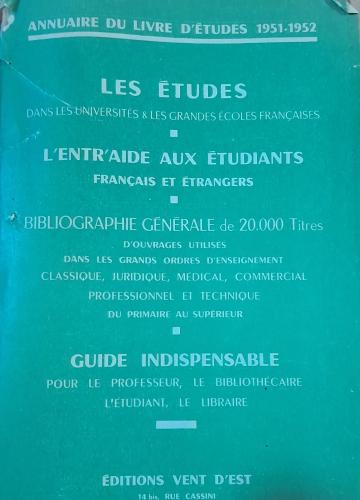 ANNUAIRE DU LIVRE D'ÉTUDES 1951-1952
LES ÉTUDES
DANS LES UNIVERSITÉS & LES GRANDES ÉCOLES FRANÇAISES
L'ENTR'AIDE AUX ÉTUDIANTS
FRANÇAIS ET ÉTRANGERS
BIBLIOGRAPHIE GÉNÉRALE de 20.000 Titres
D'OUVRAGES UTILISES
DANS LES GRANDS ORDRES D'ENSEIGNEMENT
CLASSIQUE, JURIDIQUE, MEDICAL, COMMERCIAL
PROFESSIONNEL ET TECHNIQUE
DU PRIMAIRE AU SUPÉRIEUR
GUIDE INDISPENSABLE
POUR LE PROFESSEUR, LE BIBLIOTHÉCAIRE
L'ÉTUDIANT, LE LIBRAIRE
ÉDITIONS VENT D'EST
14 bis, RUE CASSINI